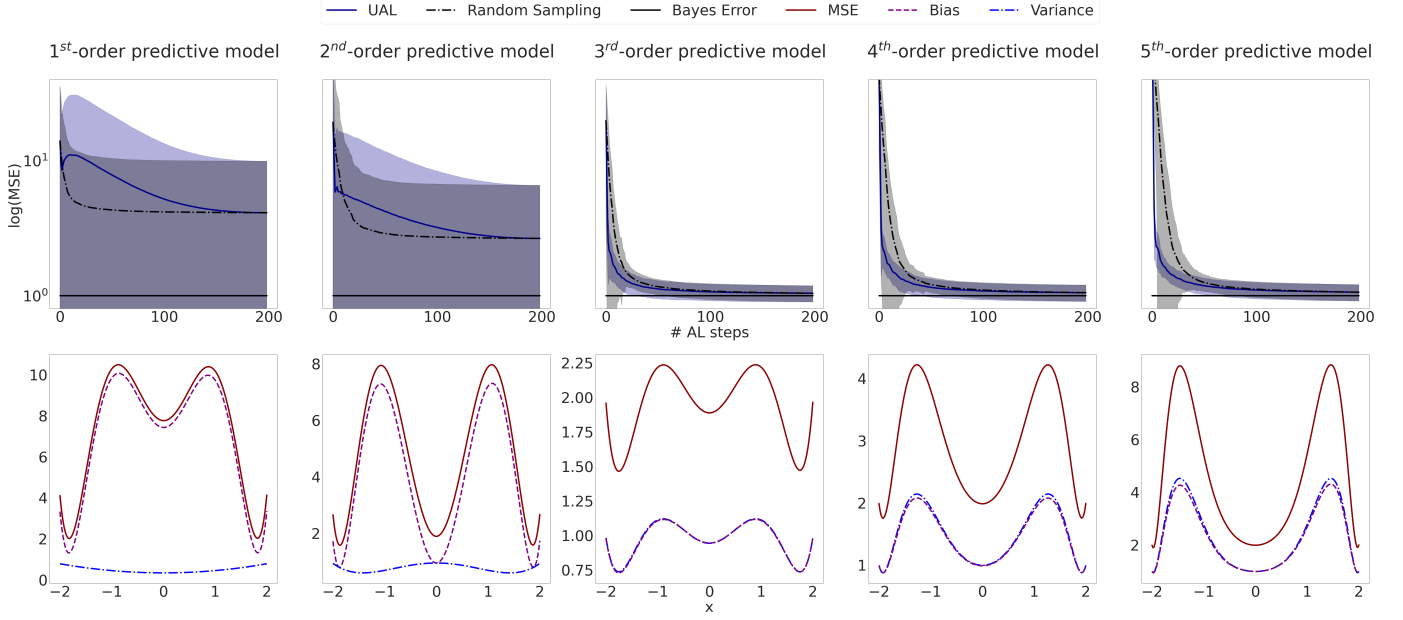 UAL Random Sampling Bayes Error MSE Bias Variance
1st-order predictive model 2nd-order predictive model 3rd-order predictive model 4th-order predictive model 5th-order predictive model
log(MSE)
10^1
10^0
0 100 200 0 100 200 0 100 200 0 100 200 0 100 200
# AL steps
10 8 6 4 2 0
8 6 4 2
2.25 2.00 1.75 1.50 1.25 1.00 0.75
4 3 2 1
8 6 4 2
−2 −1 0 1 2 −2 −1 0 1 2 −2 −1 0 1 2 −2 −1 0 1 2 −2 −1 0 1 2
x